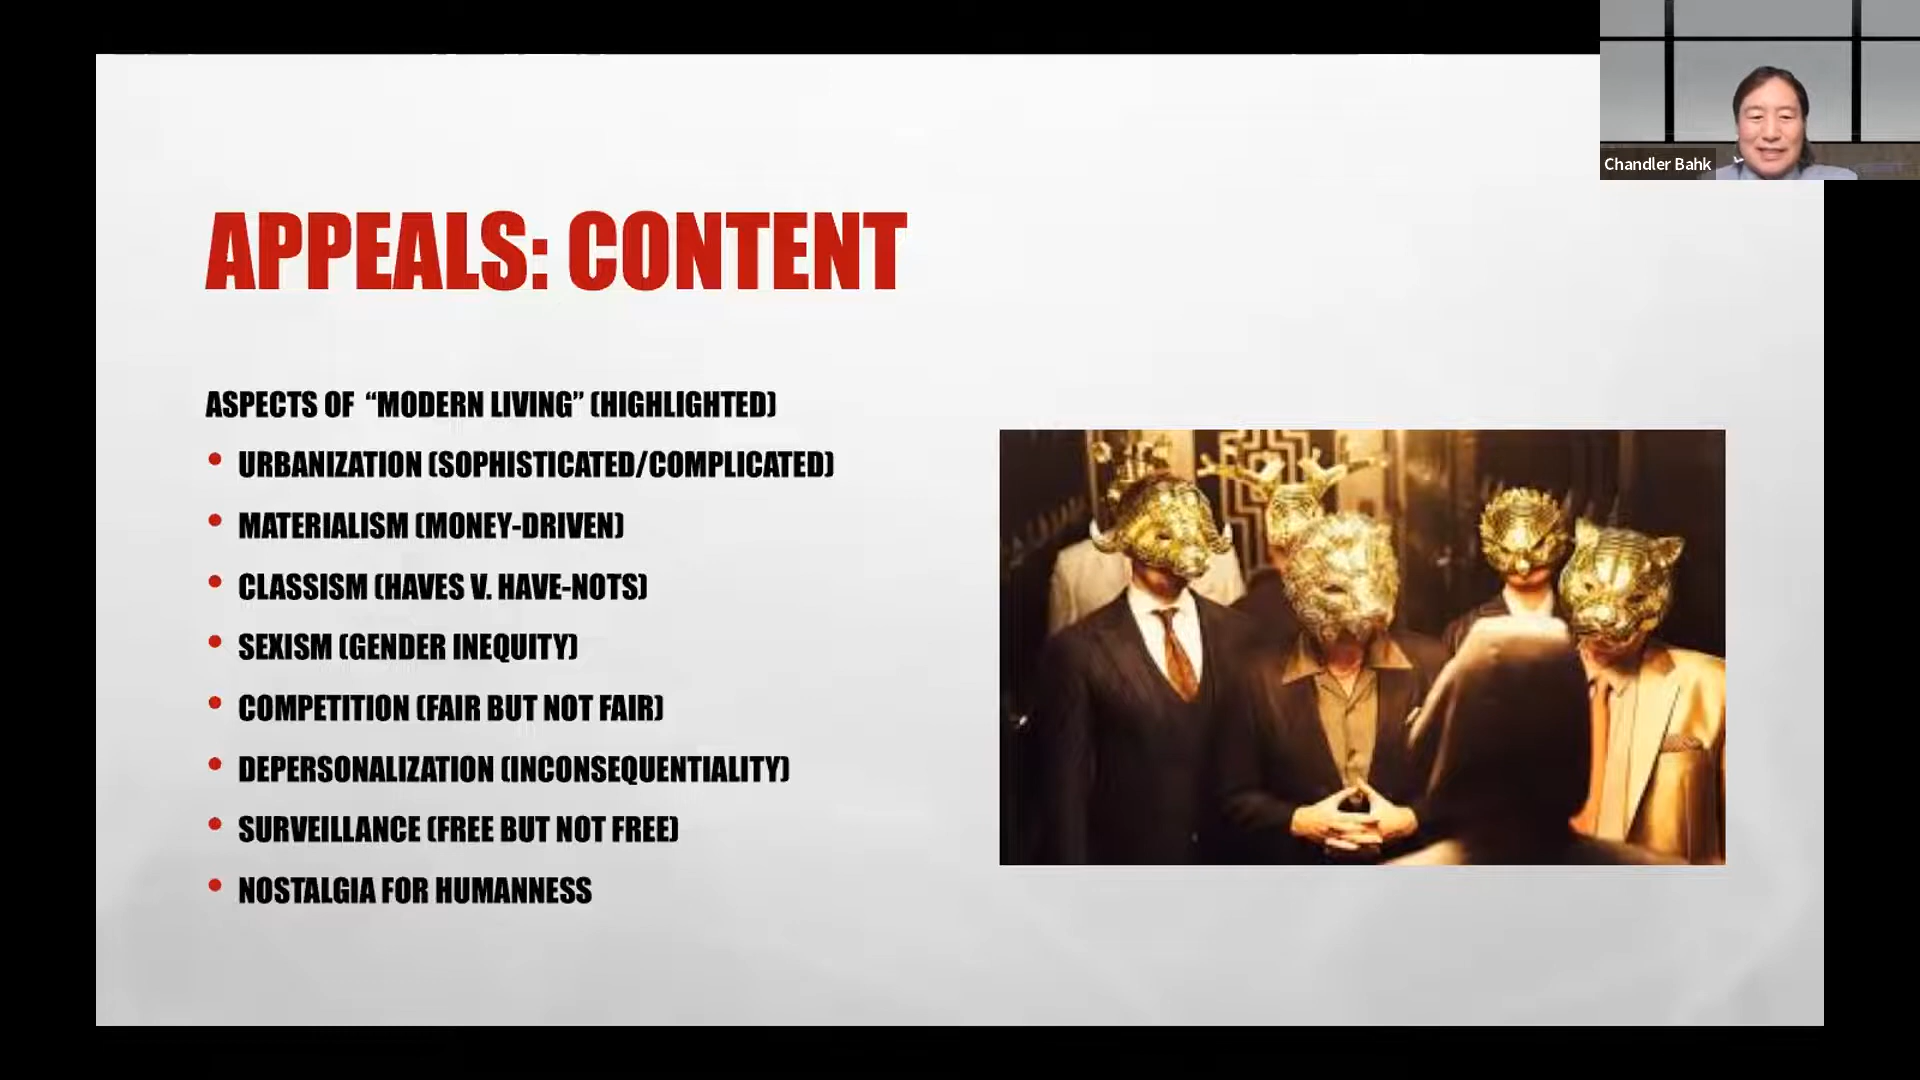 Chandler Bahk
APPEALS: CONTENT
ASPECTS OF “MODERN LIVING” (HIGHLIGHTED)
• URBANIZATION (SOPHISTICATED/COMPLICATED)
• MATERIALISM (MONEY-DRIVEN)
• CLASSISM (HAVES V. HAVE-NOTS)
• SEXISM (GENDER INEQUITY)
• COMPETITION (FAIR BUT NOT FAIR)
• DEPERSONALIZATION (INCONSEQUENTIALITY)
• SURVEILLANCE (FREE BUT NOT FREE)
• NOSTALGIA FOR HUMANNESS